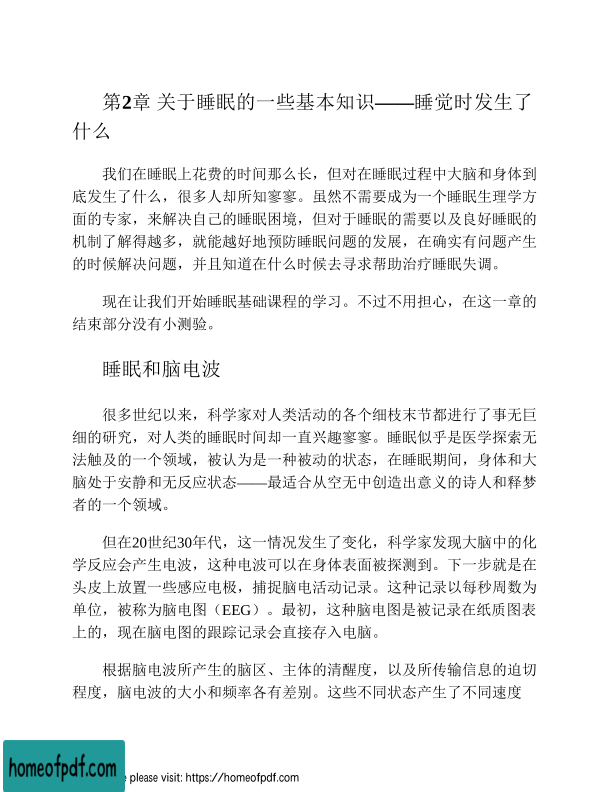 第2章 关于睡眠的一些基本知识——睡觉时发生了
什么
我们在睡眠上花费的时间那么长，但对在睡眠过程中大脑和身体到
底发生了什么，很多人却所知寥寥。虽然不需要成为一个睡眠生理学方
面的专家，来解决自己的睡眠困境，但对于睡眠的需要以及良好睡眠的
机制了解得越多，就能越好地预防睡眠问题的发展，在确实有问题产生
的时候解决问题，并且知道在什么时候去寻求帮助治疗睡眠失调。
现在让我们开始睡眠基础课程的学习。不过不用担心，在这一章的
结束部分没有小测验。
睡眠和脑电波
很多世纪以来，科学家对人类活动的各个细枝末节都进行了事无巨
细的研究，对人类的睡眠时间却一直兴趣寥寥。睡眠似乎是医学探索无
法触及的一个领域，被认为是一种被动的状态，在睡眠期间，身体和大
脑处于安静和无反应状态——最适合从空无中创造出意义的诗人和释梦
者的一个领域。
但在20世纪30年代，这一情况发生了变化，科学家发现大脑中的化
学反应会产生电波，这种电波可以在身体表面被探测到。下一步就是在
头皮上放置一些感应电极，捕捉脑电活动记录。这种记录以每秒周数为
单位，被称为脑电图（EEG）。最初，这种脑电图是被记录在纸质图表
上的，现在脑电图的跟踪记录会直接存入电脑。
根据脑电波所产生的脑区、主体的清醒度，以及所传输信息的迫切
程度，脑电波的大小和频率各有差别。这些不同状态产生了不同速度
homeofpdf.com
please visit: https://homeofpdf.com